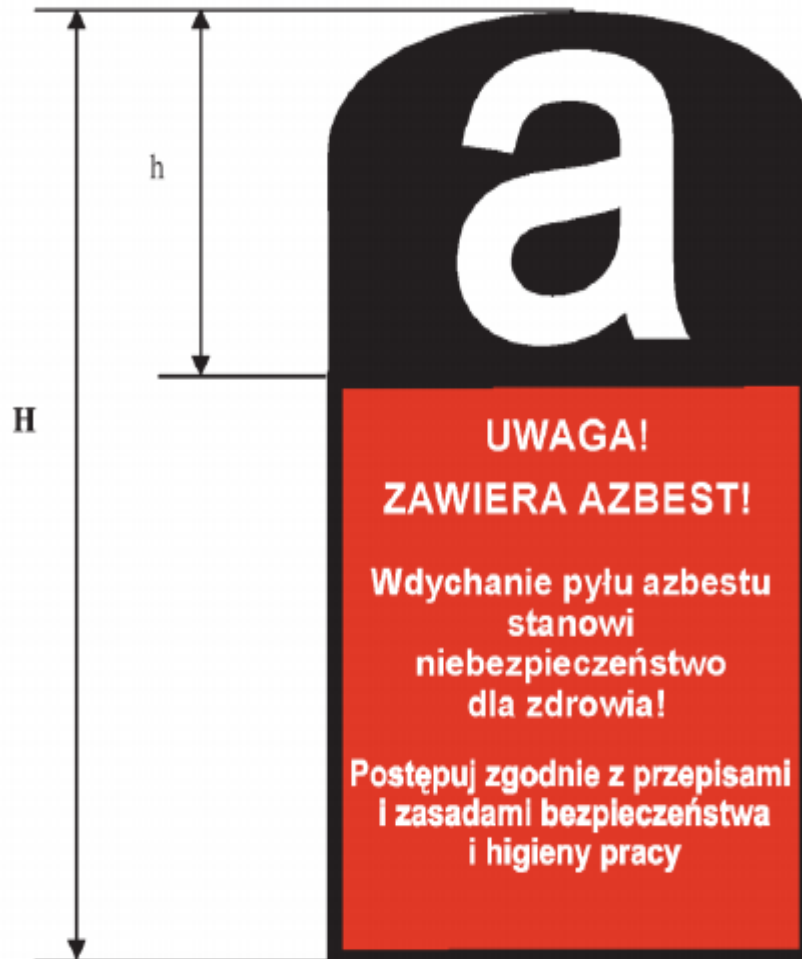 a
h
H
UWAGA!
ZAWIERA AZBEST!
Wdychanie pyłu azbestu
stanowi
niebezpieczeństwo
dla zdrowia!
Postępuj zgodnie z przepisami
i zasadami bezpieczeństwa
i higieny pracy